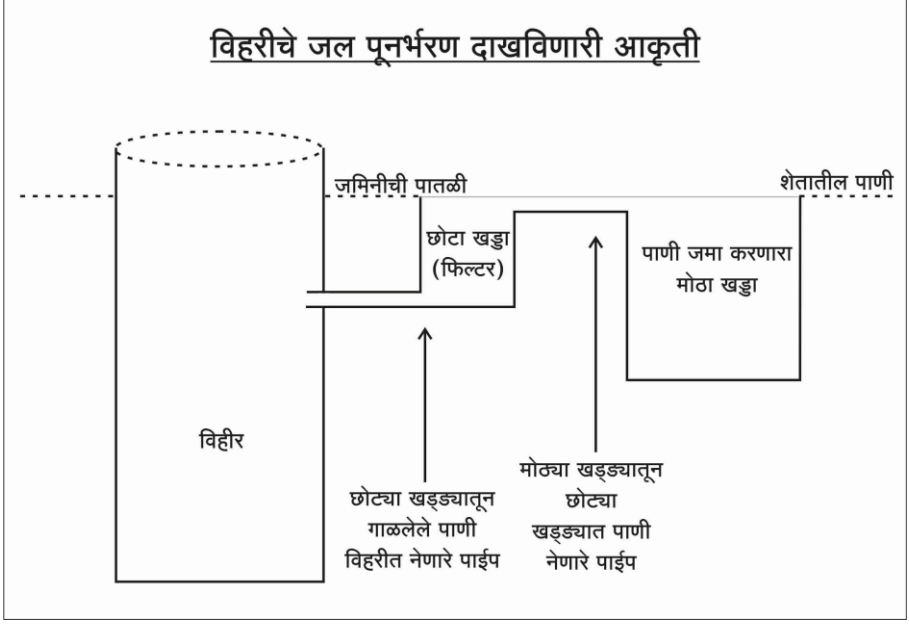 विहरीचे जल पूनर्भरण दाखविणारी आकृती
जमिनीची पातळी
शेतातील पाणी
छोटा खड्डा
(फिल्टर)
पाणी जमा करणारा
मोठा खड्डा
विहीर
छोट्या खड्ड्यातून
गाळलेले पाणी
विहरीत नेणारे पाईप
मोठ्या खड्ड्यातून
छोट्या
खड्ड्यात पाणी
नेणारे पाईप